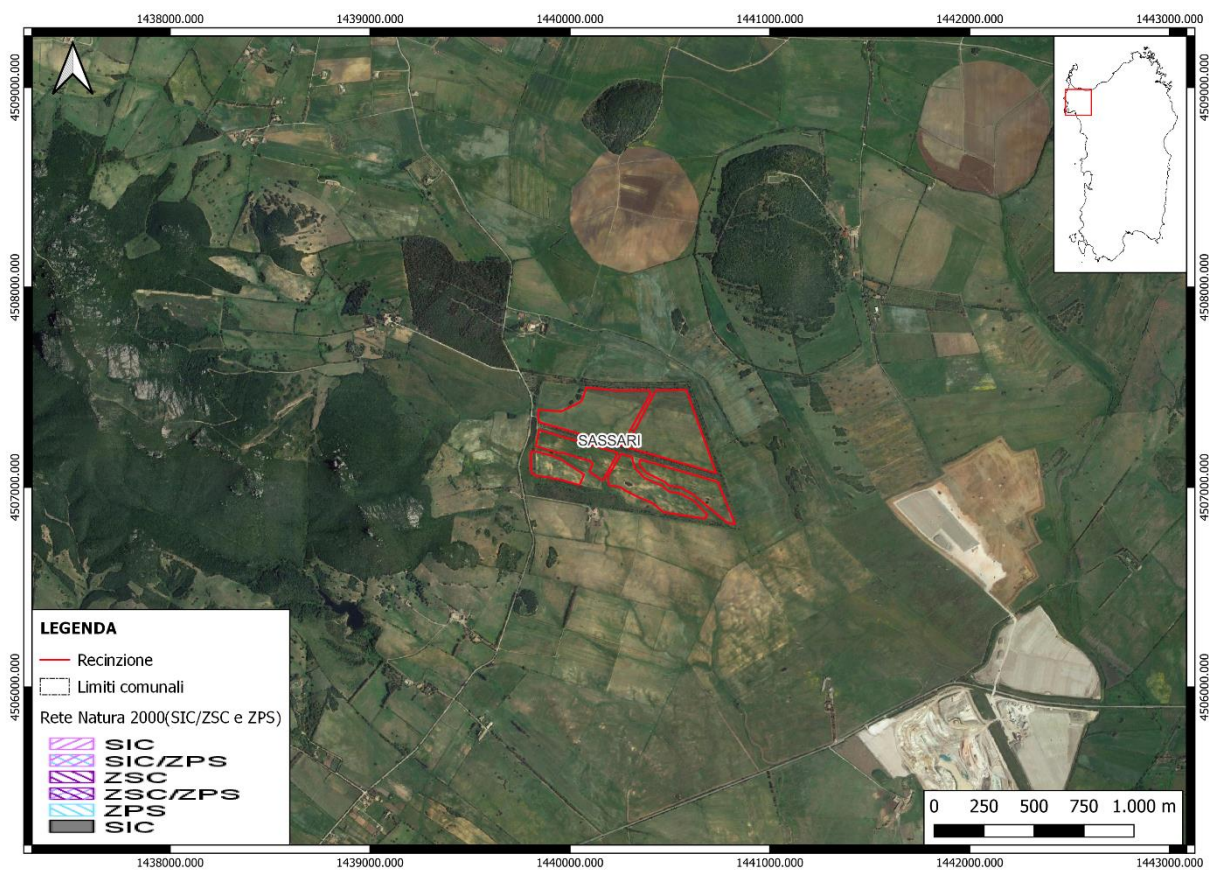 1438000.000 1439000.000 1440000.000 1441000.000 1442000.000 1443000.000
4509000.000
4509000.000
4508000.000
4508000.000
SASSARI
4507000.000
4507000.000
4506000.000
4506000.000
LEGENDA
Recinzione
Limiti comunali
Rete Natura 2000(SIC/ZSC e ZPS)
SIC
SIC/ZPS
ZSC
ZSC/ZPS
ZPS
SIC
0 250 500 750 1.000 m
1438000.000 1439000.000 1440000.000 1441000.000 1442000.000 1443000.000